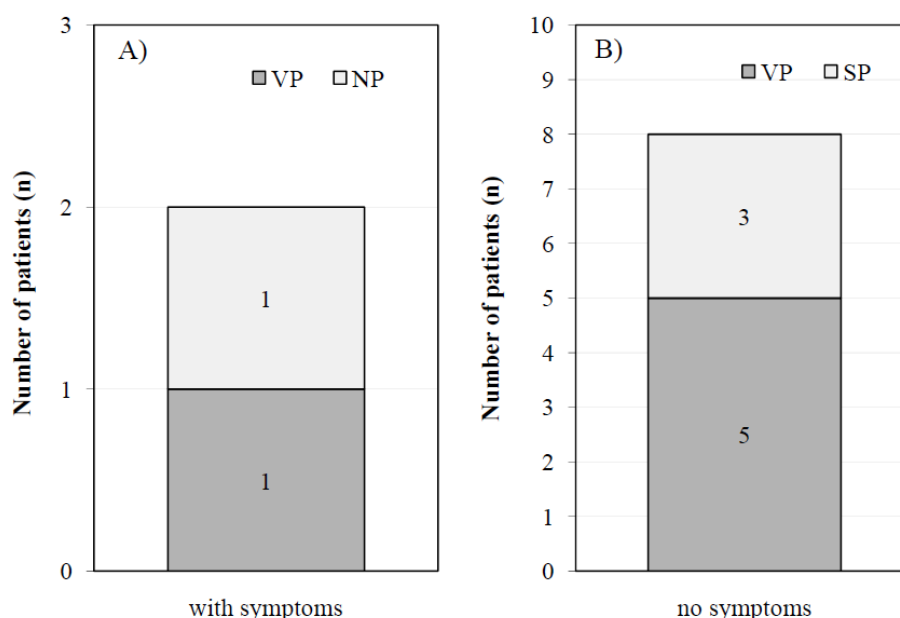 A)
VP NP
Number of patients (n)
3
2
1
0
1
1
with symptoms
B)
VP SP
Number of patients (n)
10
9
8
7
6
5
4
3
2
1
0
3
5
no symptoms